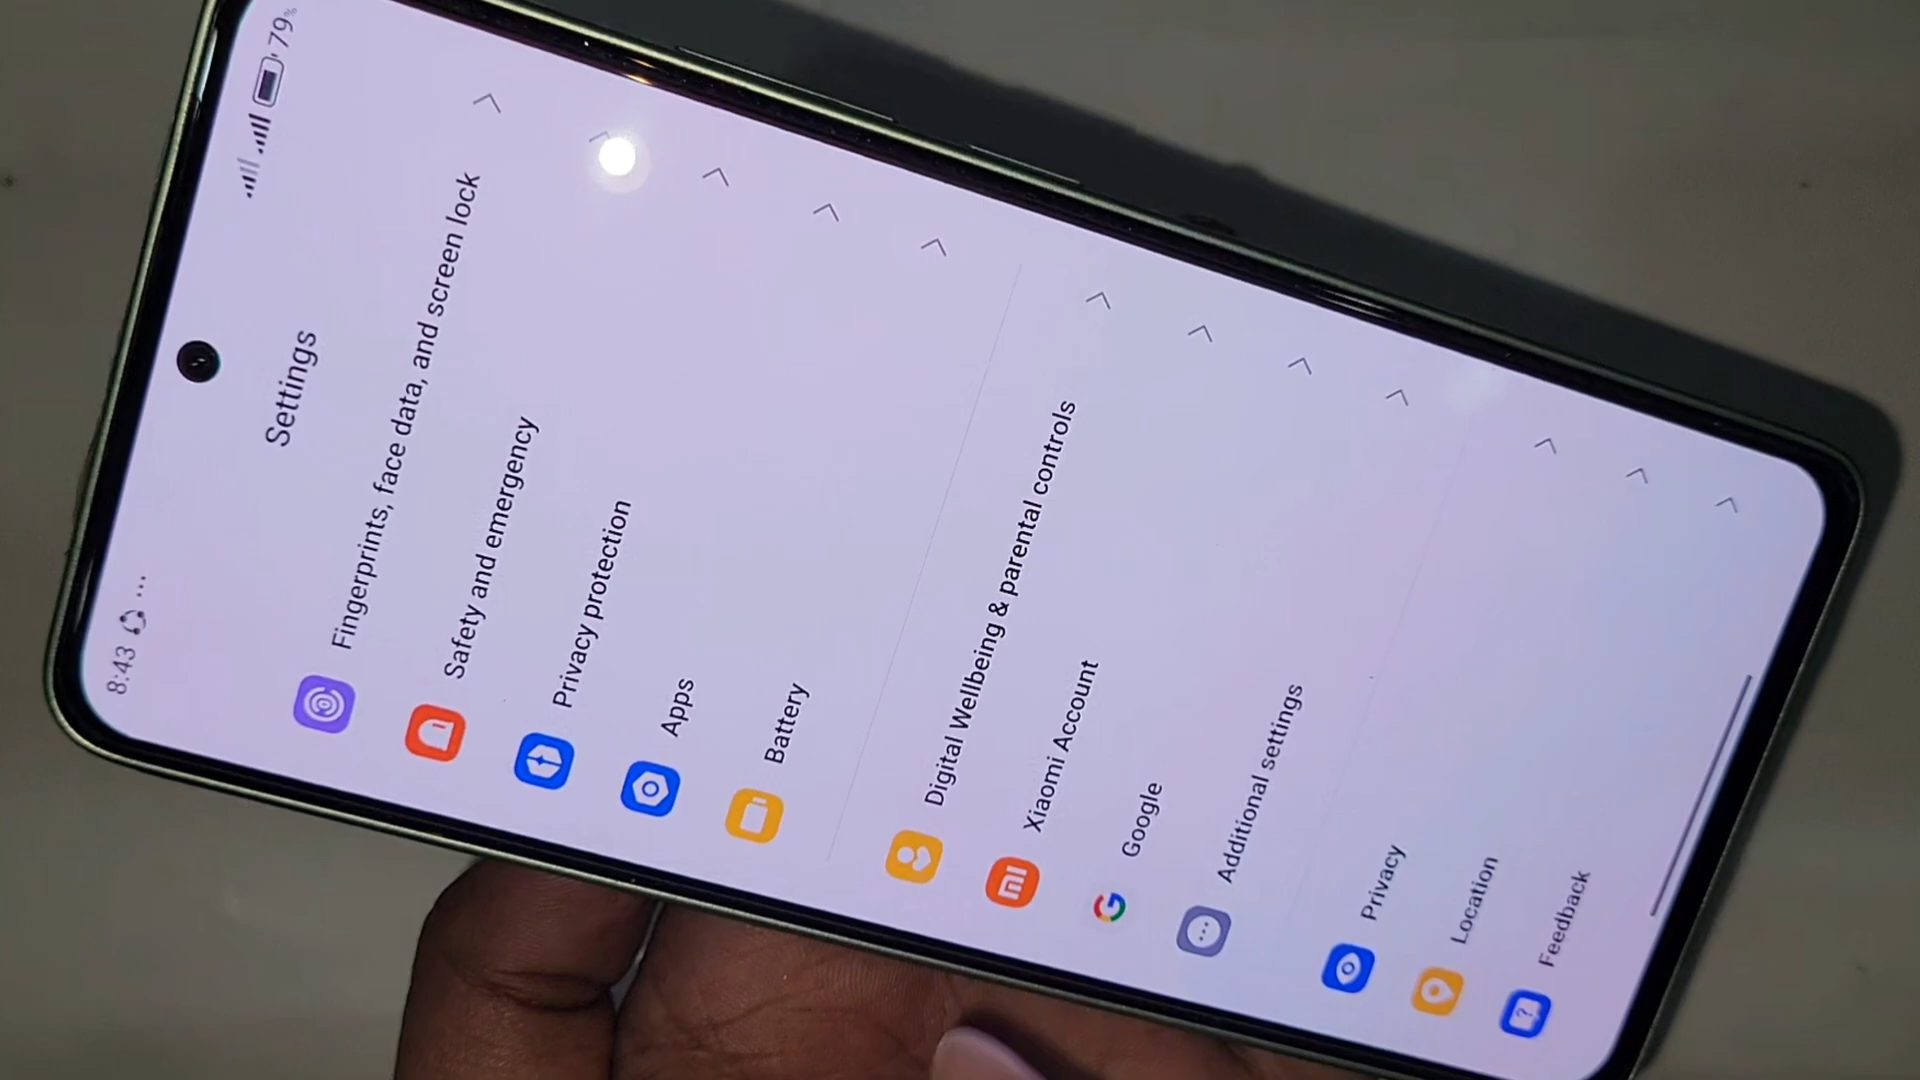 8:43 ... 79%
Settings
Fingerprints, face data, and screen lock
Safety and emergency
Privacy protection
Apps
Battery
Digital Wellbeing & parental controls
Xiaomi Account
Google
Additional settings
Privacy
Location
Feedback